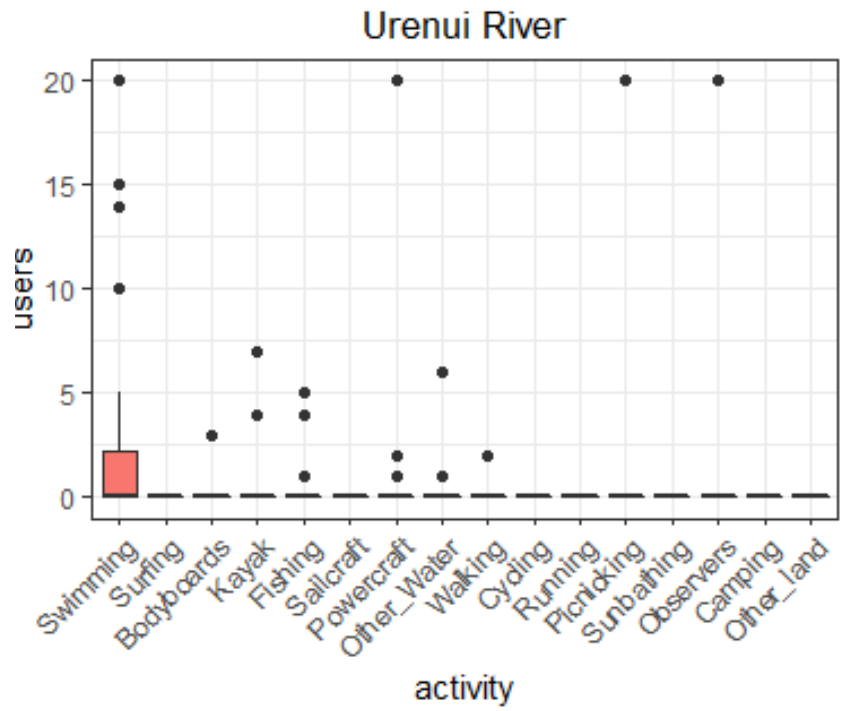 Urenui River
20
15
10
5
0
users
Swimming
Surfing
Bodyboards
Kayak
Fishing
Sailcraft
Powercraft
Other_Water
Walking
Cycling
Running
Picnicking
Sunbathing
Observers
Camping
Other_land
activity